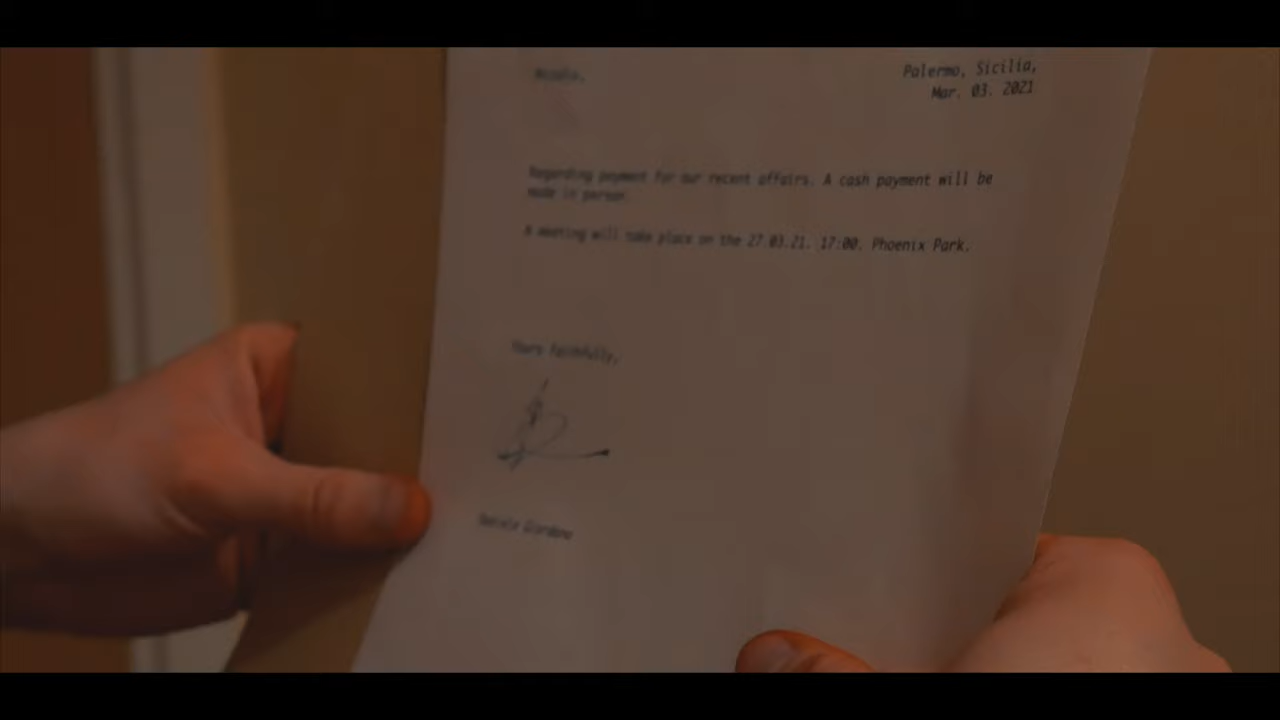 Palermo, Sicilia,
Mar. 03. 2021
Regarding payment for our recent affairs. A cash payment will be
made in person.
A meeting will take place on the 27.03.21. 17:00. Phoenix Park.
Yours Faithfully,
Giordano